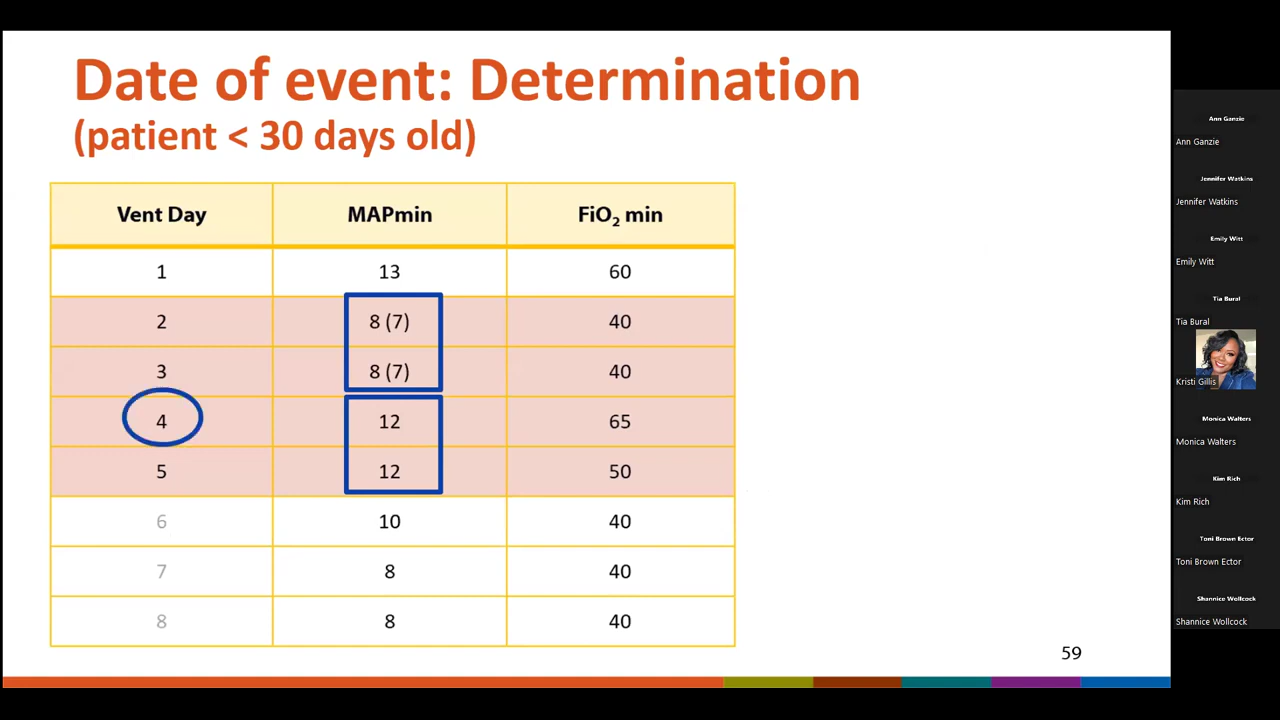 Date of event: Determination
(patient < 30 days old)
Vent Day MAPmin FiO₂ min
1 13 60
2 8 (7) 40
3 8 (7) 40
4 12 65
5 12 50
6 10 40
7 8 40
8 8 40
59
Ann Ganzie
Ann Ganzie
Jennifer Watkins
Jennifer Watkins
Emily Witt
Emily Witt
Tia Bural
Tia Bural
Kristi Gillis
Monica Walters
Monica Walters
Kim Rich
Kim Rich
Toni Brown Ector
Toni Brown Ector
Shannice Wollcock
Shannice Wollcock